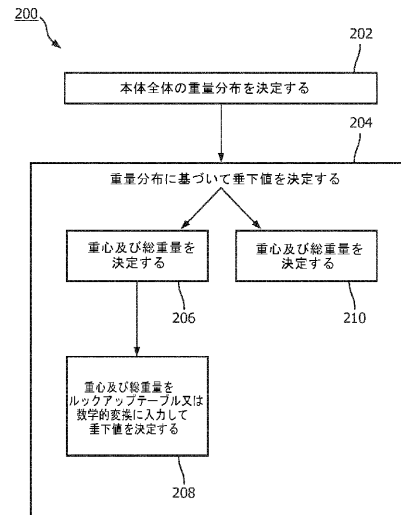 200
202
本体全体の重量分布を決定する
204
重量分布に基づいて垂下値を決定する
重心及び総重量を
決定する
206
重心及び総重量を
決定する
210
重心及び総重量を
ルックアップテーブル又は
数学的変換に入力して
垂下値を決定する
208